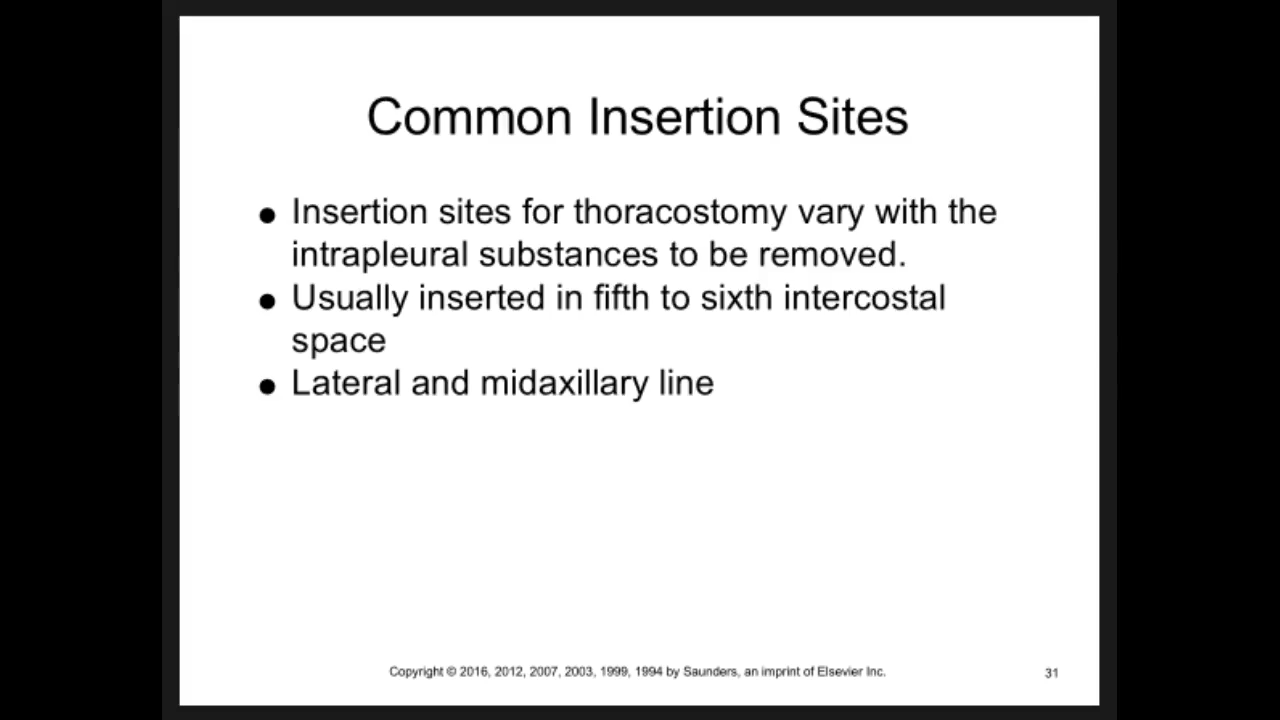 Common Insertion Sites
● Insertion sites for thoracostomy vary with the
intrapleural substances to be removed.
● Usually inserted in fifth to sixth intercostal
space
● Lateral and midaxillary line
Copyright © 2016, 2012, 2007, 2003, 1999, 1994 by Saunders, an imprint of Elsevier Inc.
31